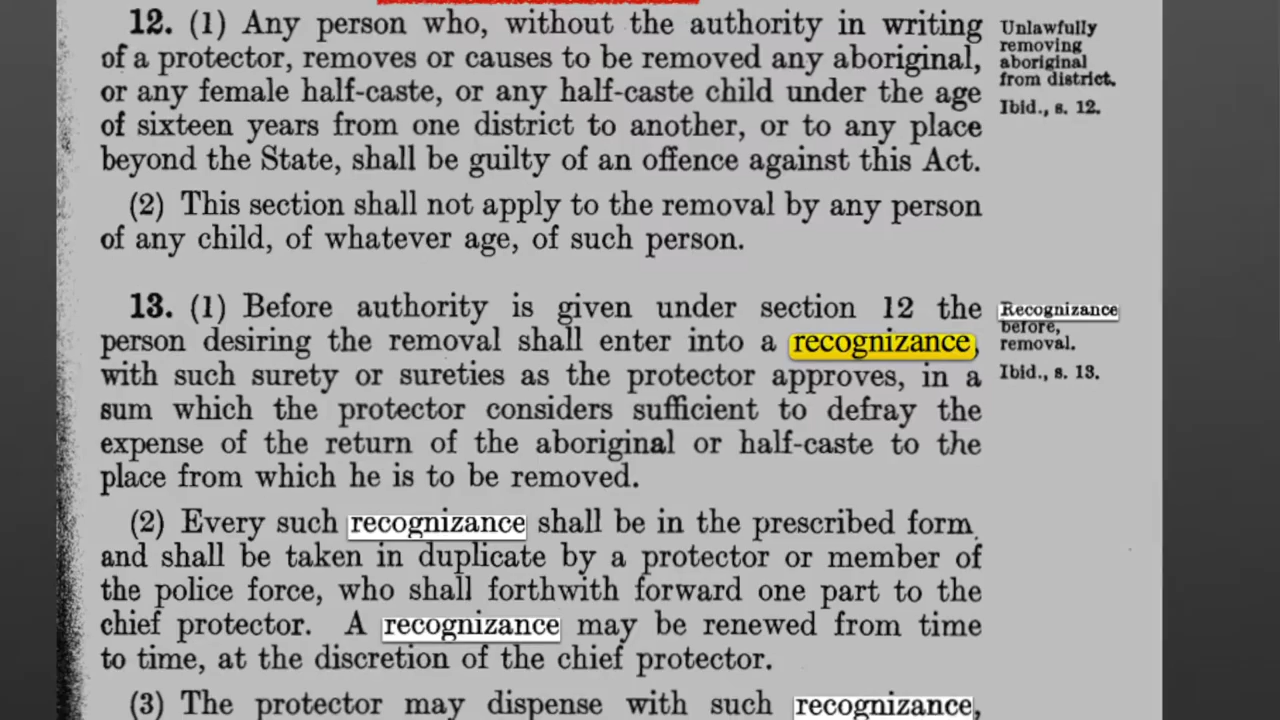 12. (1) Any person who, without the authority in writing
of a protector, removes or causes to be removed any aboriginal,
or any female half-caste, or any half-caste child under the age
of sixteen years from one district to another, or to any place
beyond the State, shall be guilty of an offence against this Act.
Unlawfully
removing
aboriginal
from district.
Ibid., s. 12.
(2) This section shall not apply to the removal by any person
of any child, of whatever age, of such person.
13. (1) Before authority is given under section 12 the
person desiring the removal shall enter into a recognizance,
with such surety or sureties as the protector approves, in a
sum which the protector considers sufficient to defray the
expense of the return of the aboriginal or half-caste to the
place from which he is to be removed.
Recognizance
before,
removal.
Ibid., s. 13.
(2) Every such recognizance shall be in the prescribed form
and shall be taken in duplicate by a protector or member of
the police force, who shall forthwith forward one part to the
chief protector. A recognizance may be renewed from time
to time, at the discretion of the chief protector.
(3) The protector may dispense with such recognizance,